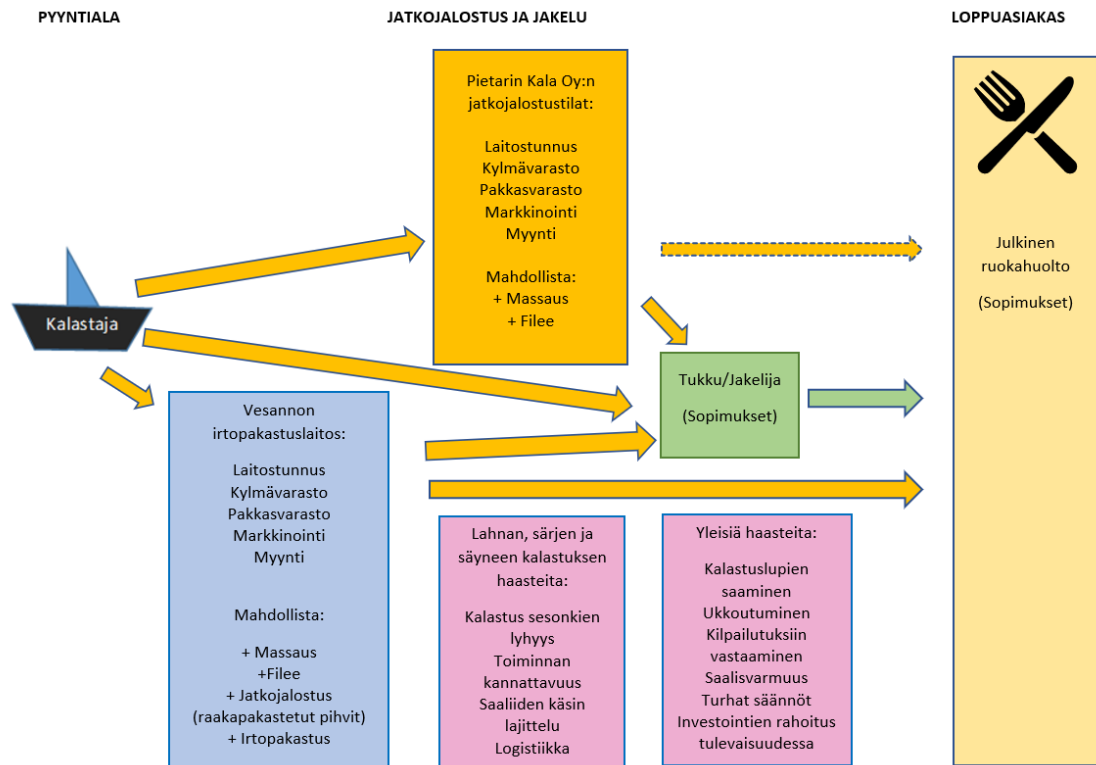 PYYNTIALA
JATKOJALOSTUS JA JAKELU
LOPPUASIAKAS
Pietarin Kala Oy:n
jatkojalostustilat:
Laitostunnus
Kylmävarasto
Pakkasvarasto
Markkinointi
Myynti
Mahdollista:
+ Massaus
+ Filee
Julkinen
ruokahuolto
(Sopimukset)
Kalastaja
Tukku/Jakelija
(Sopimukset)
Vesannon
irtopakastuslaitos:
Laitostunnus
Kylmävarasto
Pakkasvarasto
Markkinointi
Myynti
Mahdollista:
+ Massaus
+Filee
+ Jatkojalostus
(raakapakastetut pihvit)
+ Irtopakastus
Lahnan, särjen ja
säyneen kalastuksen
haasteita:
Kalastus sesonkien
lyhyys
Toiminnan
kannattavuus
Saaliiden käsin
lajittelu
Logistiikka
Yleisiä haasteita:
Kalastuslupien
saaminen
Ukkoutuminen
Kilpailutuksiin
vastaaminen
Saalisvarmuus
Turhat säännöt
Investointien rahoitus
tulevaisuudessa